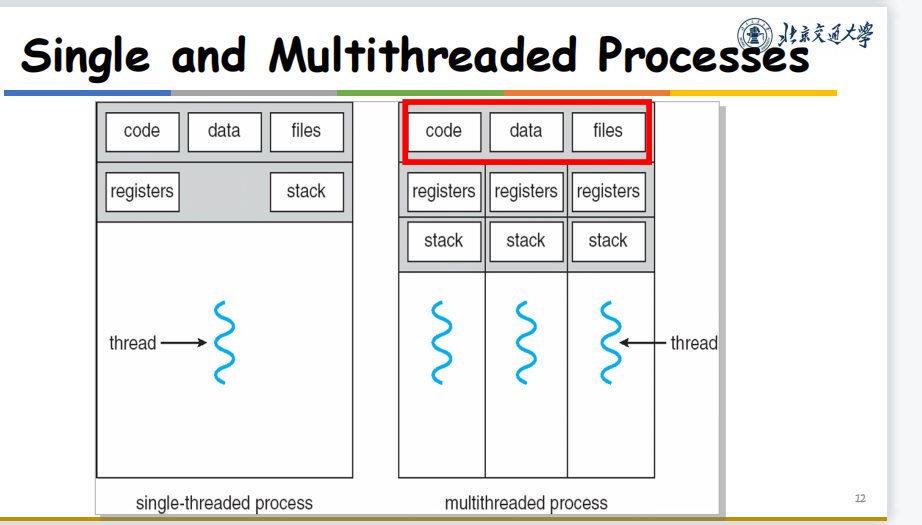 Single and Multithreaded Processes
北京交通大学
code data files
registers stack
thread
single-threaded process
code data files
registers registers registers
stack stack stack
thread
multithreaded process
12